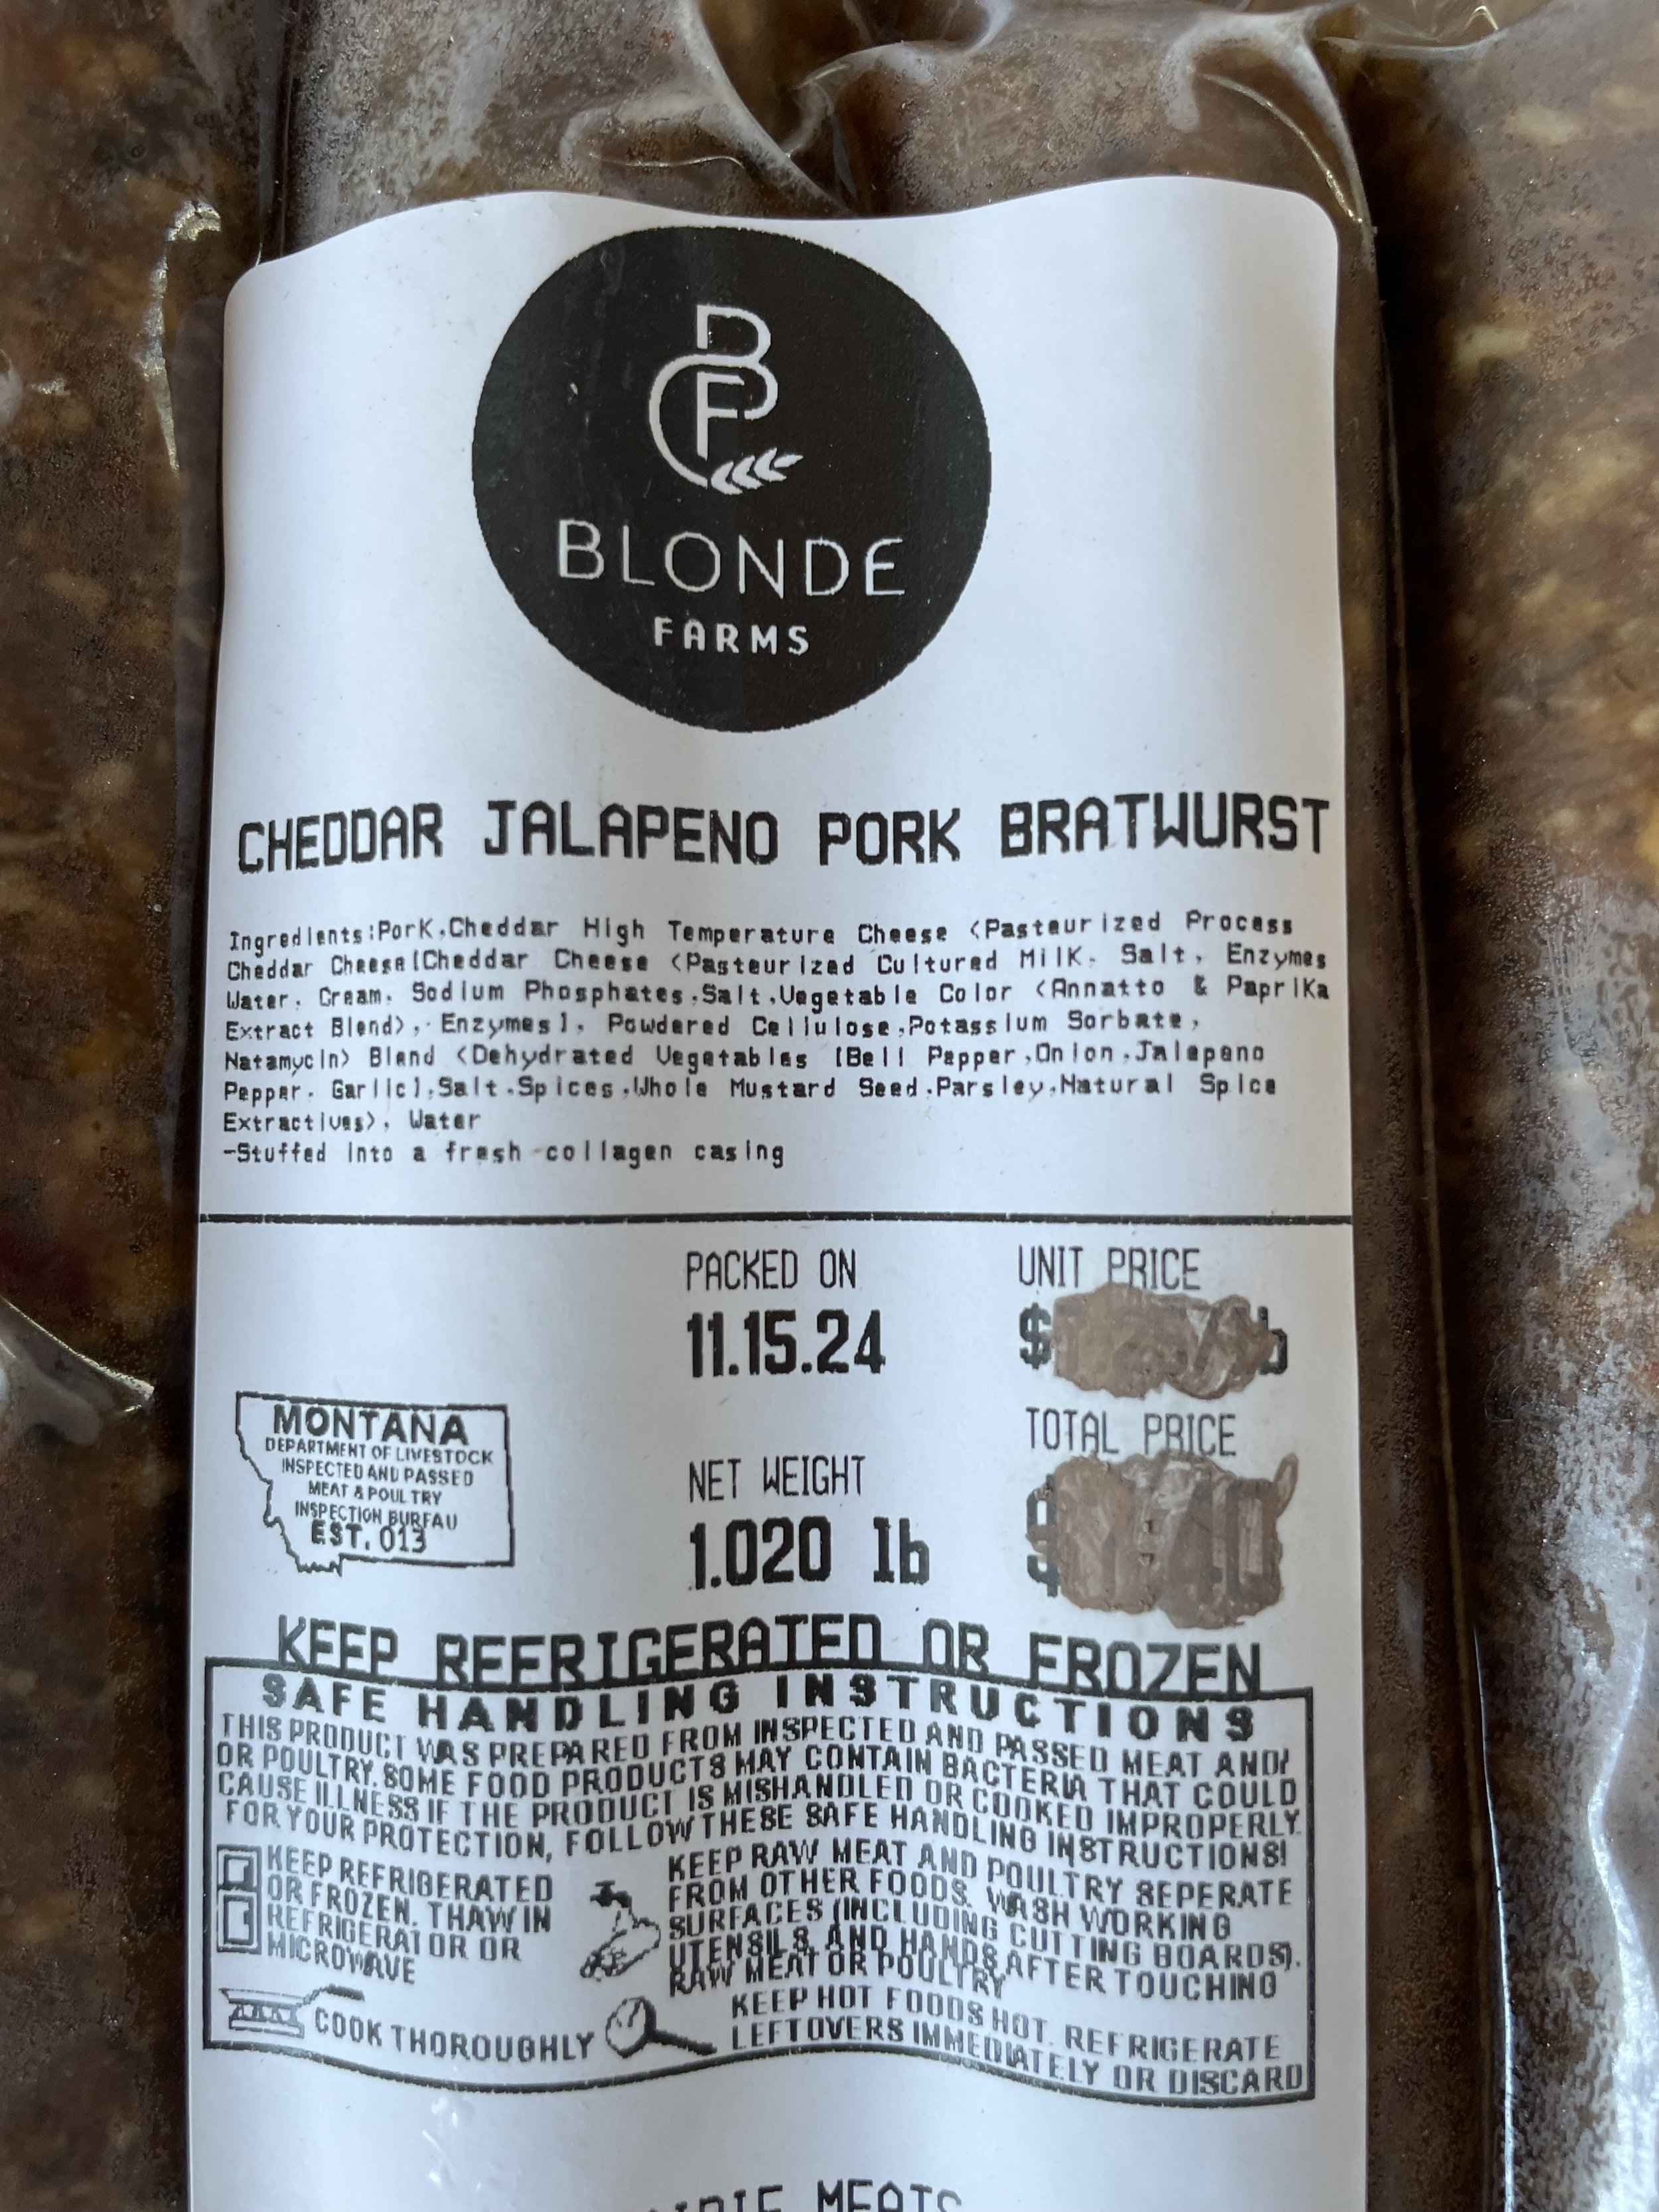 BF
BLONDE
FARMS
CHEDDAR JALAPENO PORK BRATWURST
Ingredients:Pork,Cheddar High Temperature Cheese (Pasteurized Process
Cheddar Cheese[Cheddar Cheese (Pasteurized Cultured Milk, Salt, Enzymes
Water, Cream, Sodium Phosphates,Salt,Vegetable Color (Annatto & Paprika
Extract Blend), Enzymes], Powdered Cellulose,Potassium Sorbate,
Natamycin) Blend (Dehydrated Vegetables [Bell Pepper,Onion,Jalapeno
Pepper, Garlic],Salt,Spices,Whole Mustard Seed,Parsley,Natural Spice
Extractives), Water
-Stuffed into a fresh collagen casing
PACKED ON
11.15.24
UNIT PRICE
$
MONTANA
DEPARTMENT OF LIVESTOCK
INSPECTED AND PASSED
MEAT & POULTRY
INSPECTION BUREAU
EST. 013
NET WEIGHT
1.020 lb
TOTAL PRICE
$
KEEP REFRIGERATED OR FROZEN
SAFE HANDLING INSTRUCTIONS
THIS PRODUCT WAS PREPARED FROM INSPECTED AND PASSED MEAT AND/
OR POULTRY. SOME FOOD PRODUCTS MAY CONTAIN BACTERIA THAT COULD
CAUSE ILLNESS IF THE PRODUCT IS MISHANDLED OR COOKED IMPROPERLY.
FOR YOUR PROTECTION, FOLLOW THESE SAFE HANDLING INSTRUCTIONS!
KEEP REFRIGERATED
OR FROZEN. THAW IN
REFRIGERATOR OR
MICROWAVE
KEEP RAW MEAT AND POULTRY SEPERATE
FROM OTHER FOODS. WASH WORKING
SURFACES (INCLUDING CUTTING BOARDS).
UTENSILS, AND HANDS AFTER TOUCHING
RAW MEAT OR POULTRY
COOK THOROUGHLY
KEEP HOT FOODS HOT. REFRIGERATE
LEFTOVERS IMMEDIATELY OR DISCARD
MEATS